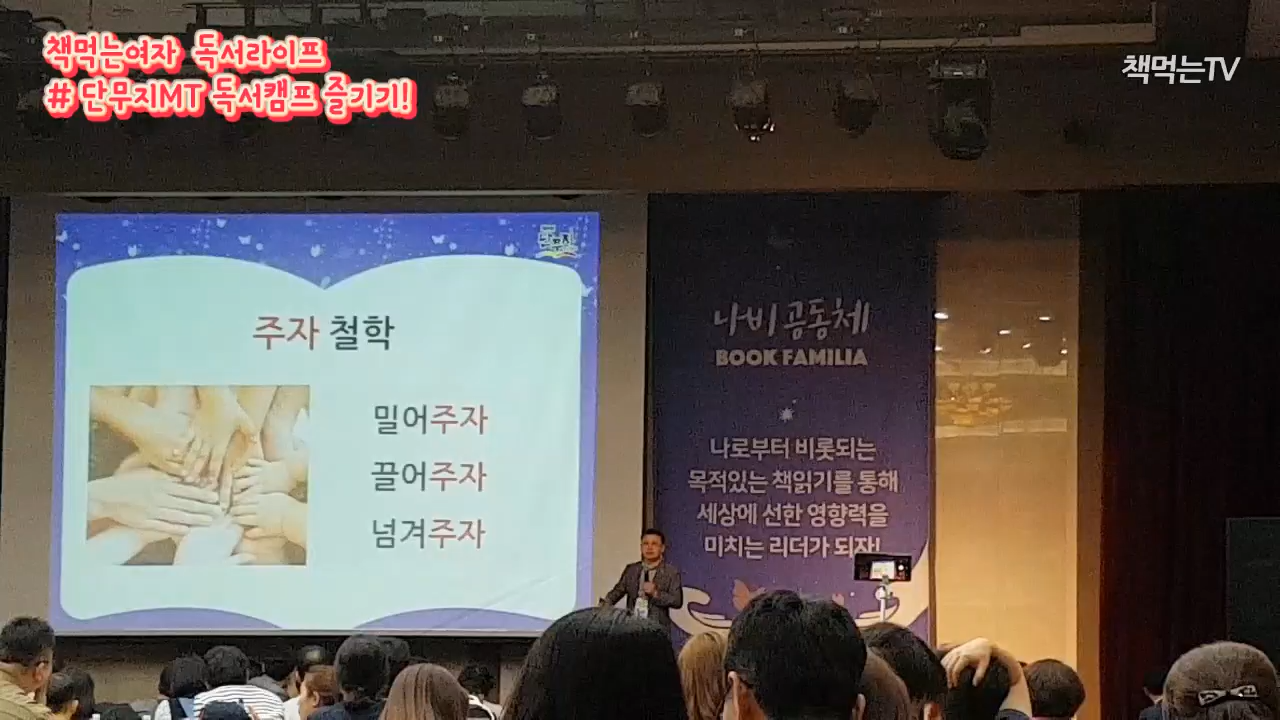 책먹는여자 독서라이프
# 단무지MT 독서캠프 즐기기!
책먹는TV
단무지
주자 철학
밀어주자
끌어주자
넘겨주자
나비 공동체
BOOK FAMILIA
나로부터 비롯되는
목적있는 책읽기를 통해
세상에 선한 영향력을
미치는 리더가 되자!